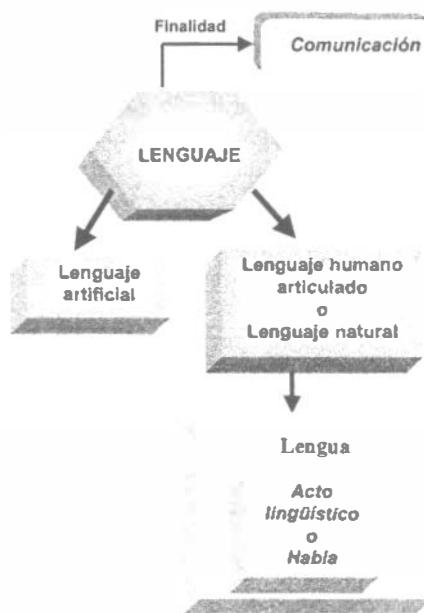 Finalidad
Comunicación
LENGUAJE
Lenguaje
artificial
Lenguaje humano
articulado
o
Lenguaje natural
Lengua
Acto
lingüístico
o
Habla